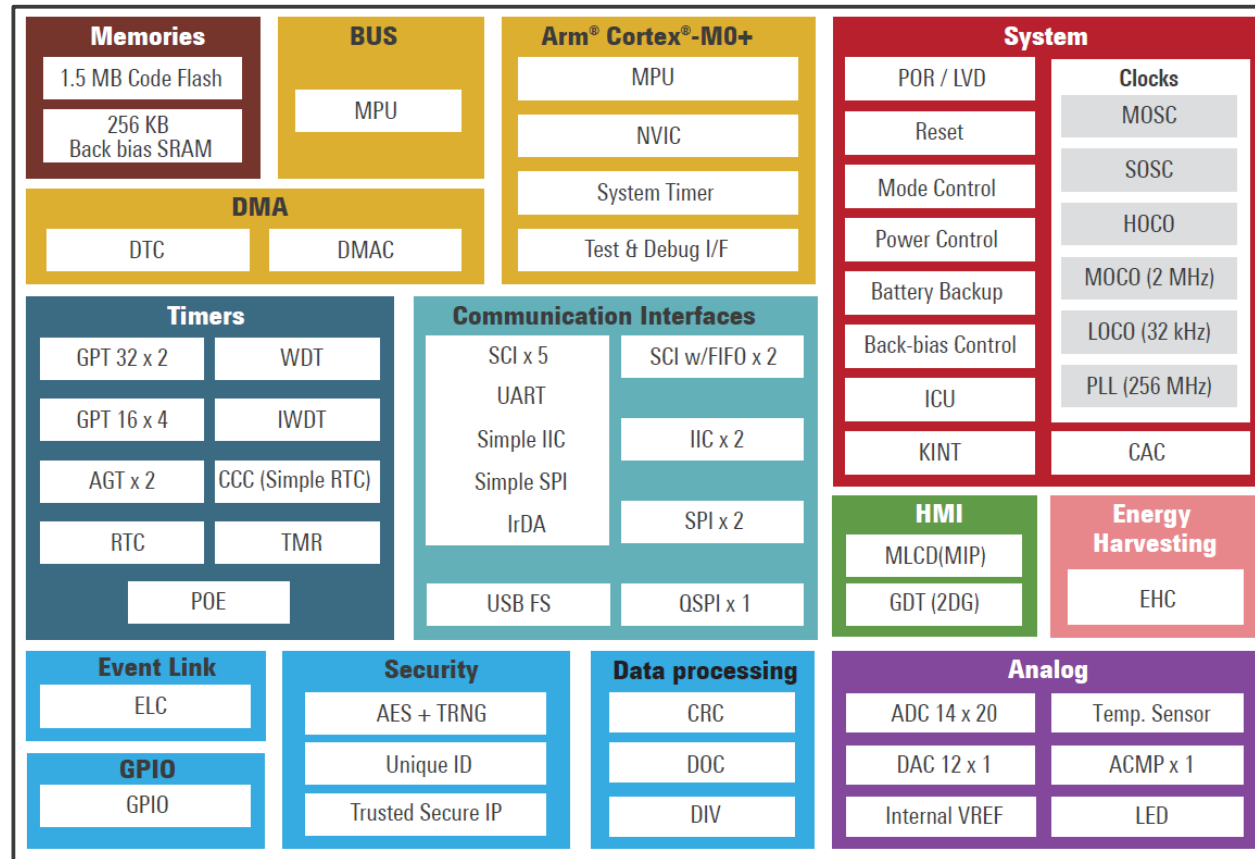 Memories
1.5 MB Code Flash
256 KB
Back bias SRAM
BUS
MPU
Arm® Cortex®-M0+
MPU
NVIC
System Timer
Test & Debug I/F
DMA
DTC
DMAC
System
POR / LVD
Reset
Mode Control
Power Control
Battery Backup
Back-bias Control
ICU
KINT
Clocks
MOSC
SOSC
HOCO
MOCO (2 MHz)
LOCO (32 kHz)
PLL (256 MHz)
CAC
Timers
GPT 32 x 2
WDT
GPT 16 x 4
IWDT
AGT x 2
CCC (Simple RTC)
RTC
TMR
POE
Communication Interfaces
SCI x 5
UART
Simple IIC
Simple SPI
IrDA
SCI w/FIFO x 2
IIC x 2
SPI x 2
USB FS
QSPI x 1
HMI
MLCD(MIP)
GDT (2DG)
Energy
Harvesting
EHC
Event Link
ELC
GPIO
GPIO
Security
AES + TRNG
Unique ID
Trusted Secure IP
Data processing
CRC
DOC
DIV
Analog
ADC 14 x 20
Temp. Sensor
DAC 12 x 1
ACMP x 1
Internal VREF
LED